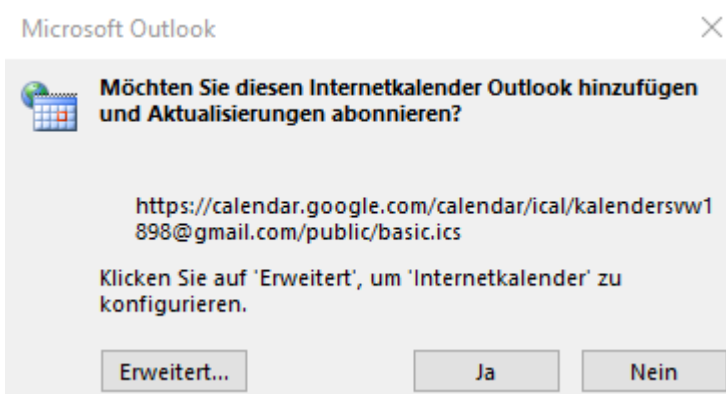 Microsoft Outlook
Möchten Sie diesen Internetkalender Outlook hinzufügen
und Aktualisierungen abonnieren?
https://calendar.google.com/calendar/ical/kalendersvw1
898@gmail.com/public/basic.ics
Klicken Sie auf 'Erweitert', um 'Internetkalender' zu
konfigurieren.
Erweitert... Ja Nein